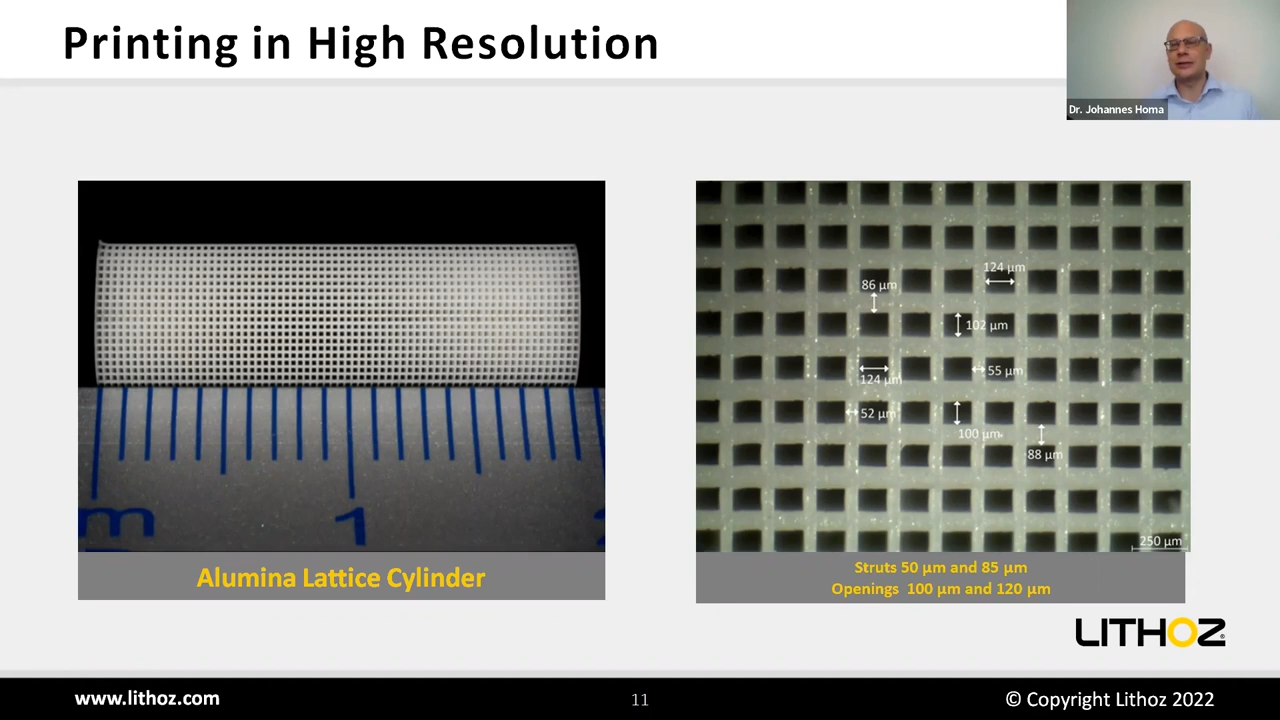 Printing in High Resolution
Dr. Johannes Homa
m
1
86 µm
124 µm
102 µm
124 µm
55 µm
52 µm
100 µm
88 µm
250 µm
Alumina Lattice Cylinder
Struts 50 µm and 85 µm
Openings 100 µm and 120 µm
LITHOZ
www.lithoz.com
11
© Copyright Lithoz 2022